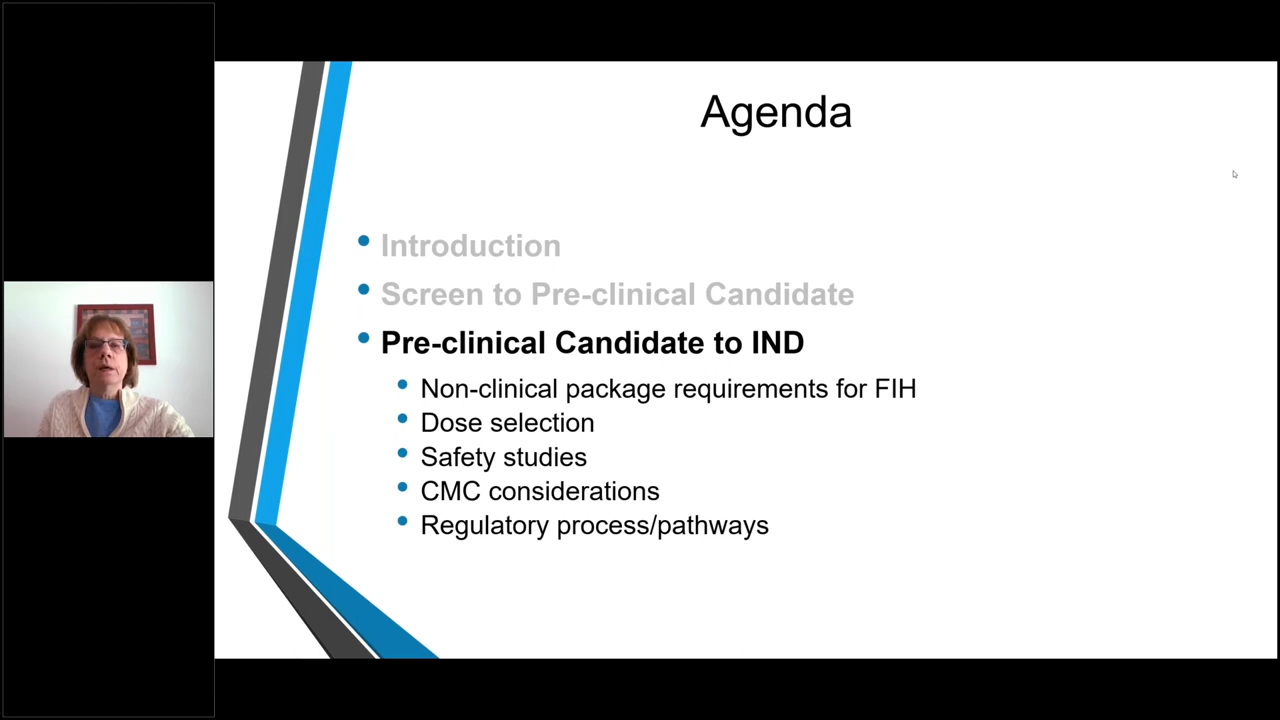 Agenda
Introduction
Screen to Pre-clinical Candidate
Pre-clinical Candidate to IND
Non-clinical package requirements for FIH
Dose selection
Safety studies
CMC considerations
Regulatory process/pathways